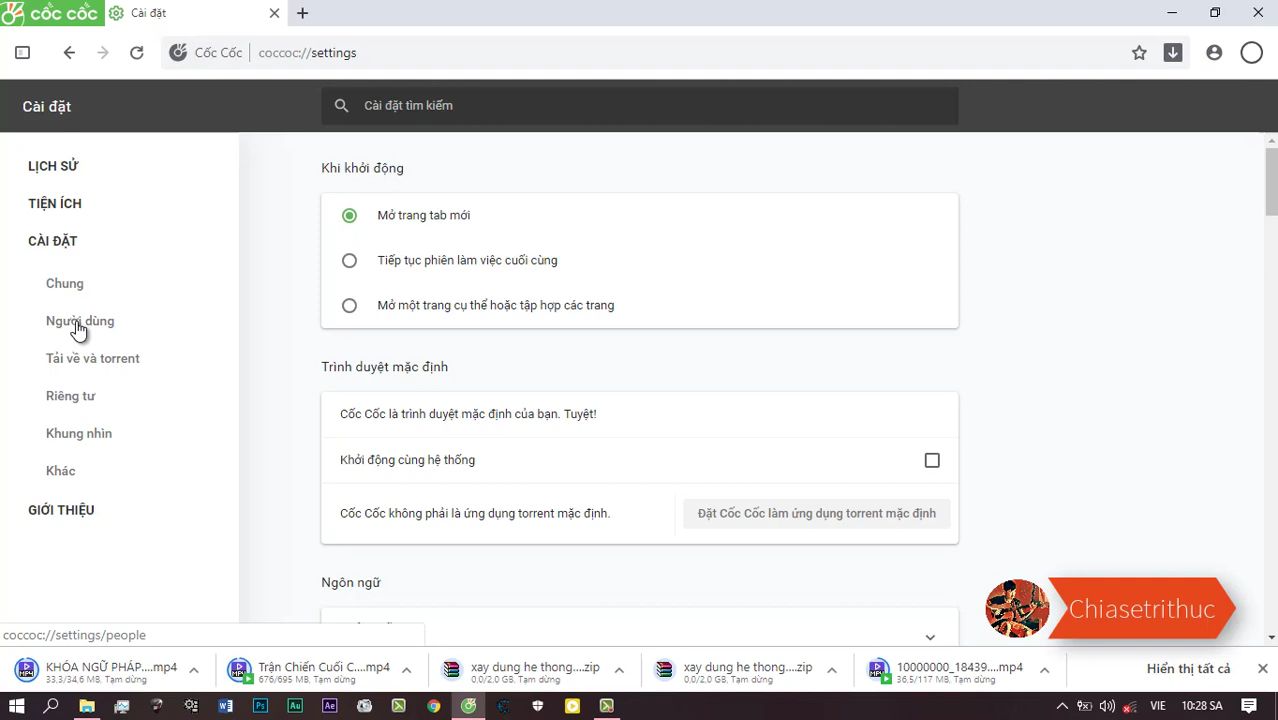 cốc cốc
Cài đặt
Cốc Cốc
coccoc://settings
Cài đặt
Cài đặt tìm kiếm
LỊCH SỬ
TIỆN ÍCH
CÀI ĐẶT
Chung
Người dùng
Tải về và torrent
Riêng tư
Khung nhìn
Khác
GIỚI THIỆU
Khi khởi động
Mở trang tab mới
Tiếp tục phiên làm việc cuối cùng
Mở một trang cụ thể hoặc tập hợp các trang
Trình duyệt mặc định
Cốc Cốc là trình duyệt mặc định của bạn. Tuyệt!
Khởi động cùng hệ thống
Cốc Cốc không phải là ứng dụng torrent mặc định.
Đặt Cốc Cốc làm ứng dụng torrent mặc định
Ngôn ngữ
Chiasetrithuc
coccoc://settings/people
KHÓA NGỮ PHÁP....mp4
33,3/34,6 MB, Tạm dừng
Trận Chiến Cuối C....mp4
676/695 MB, Tạm dừng
xay dung he thong....zip
0.0/2.0 GB, Tạm dừng
xay dung he thong....zip
0.0/2.0 GB, Tạm dừng
10000000_18439....mp4
36.5/117 MB, Tạm dừng
Hiển thị tất cả
VIE
10:28 SA